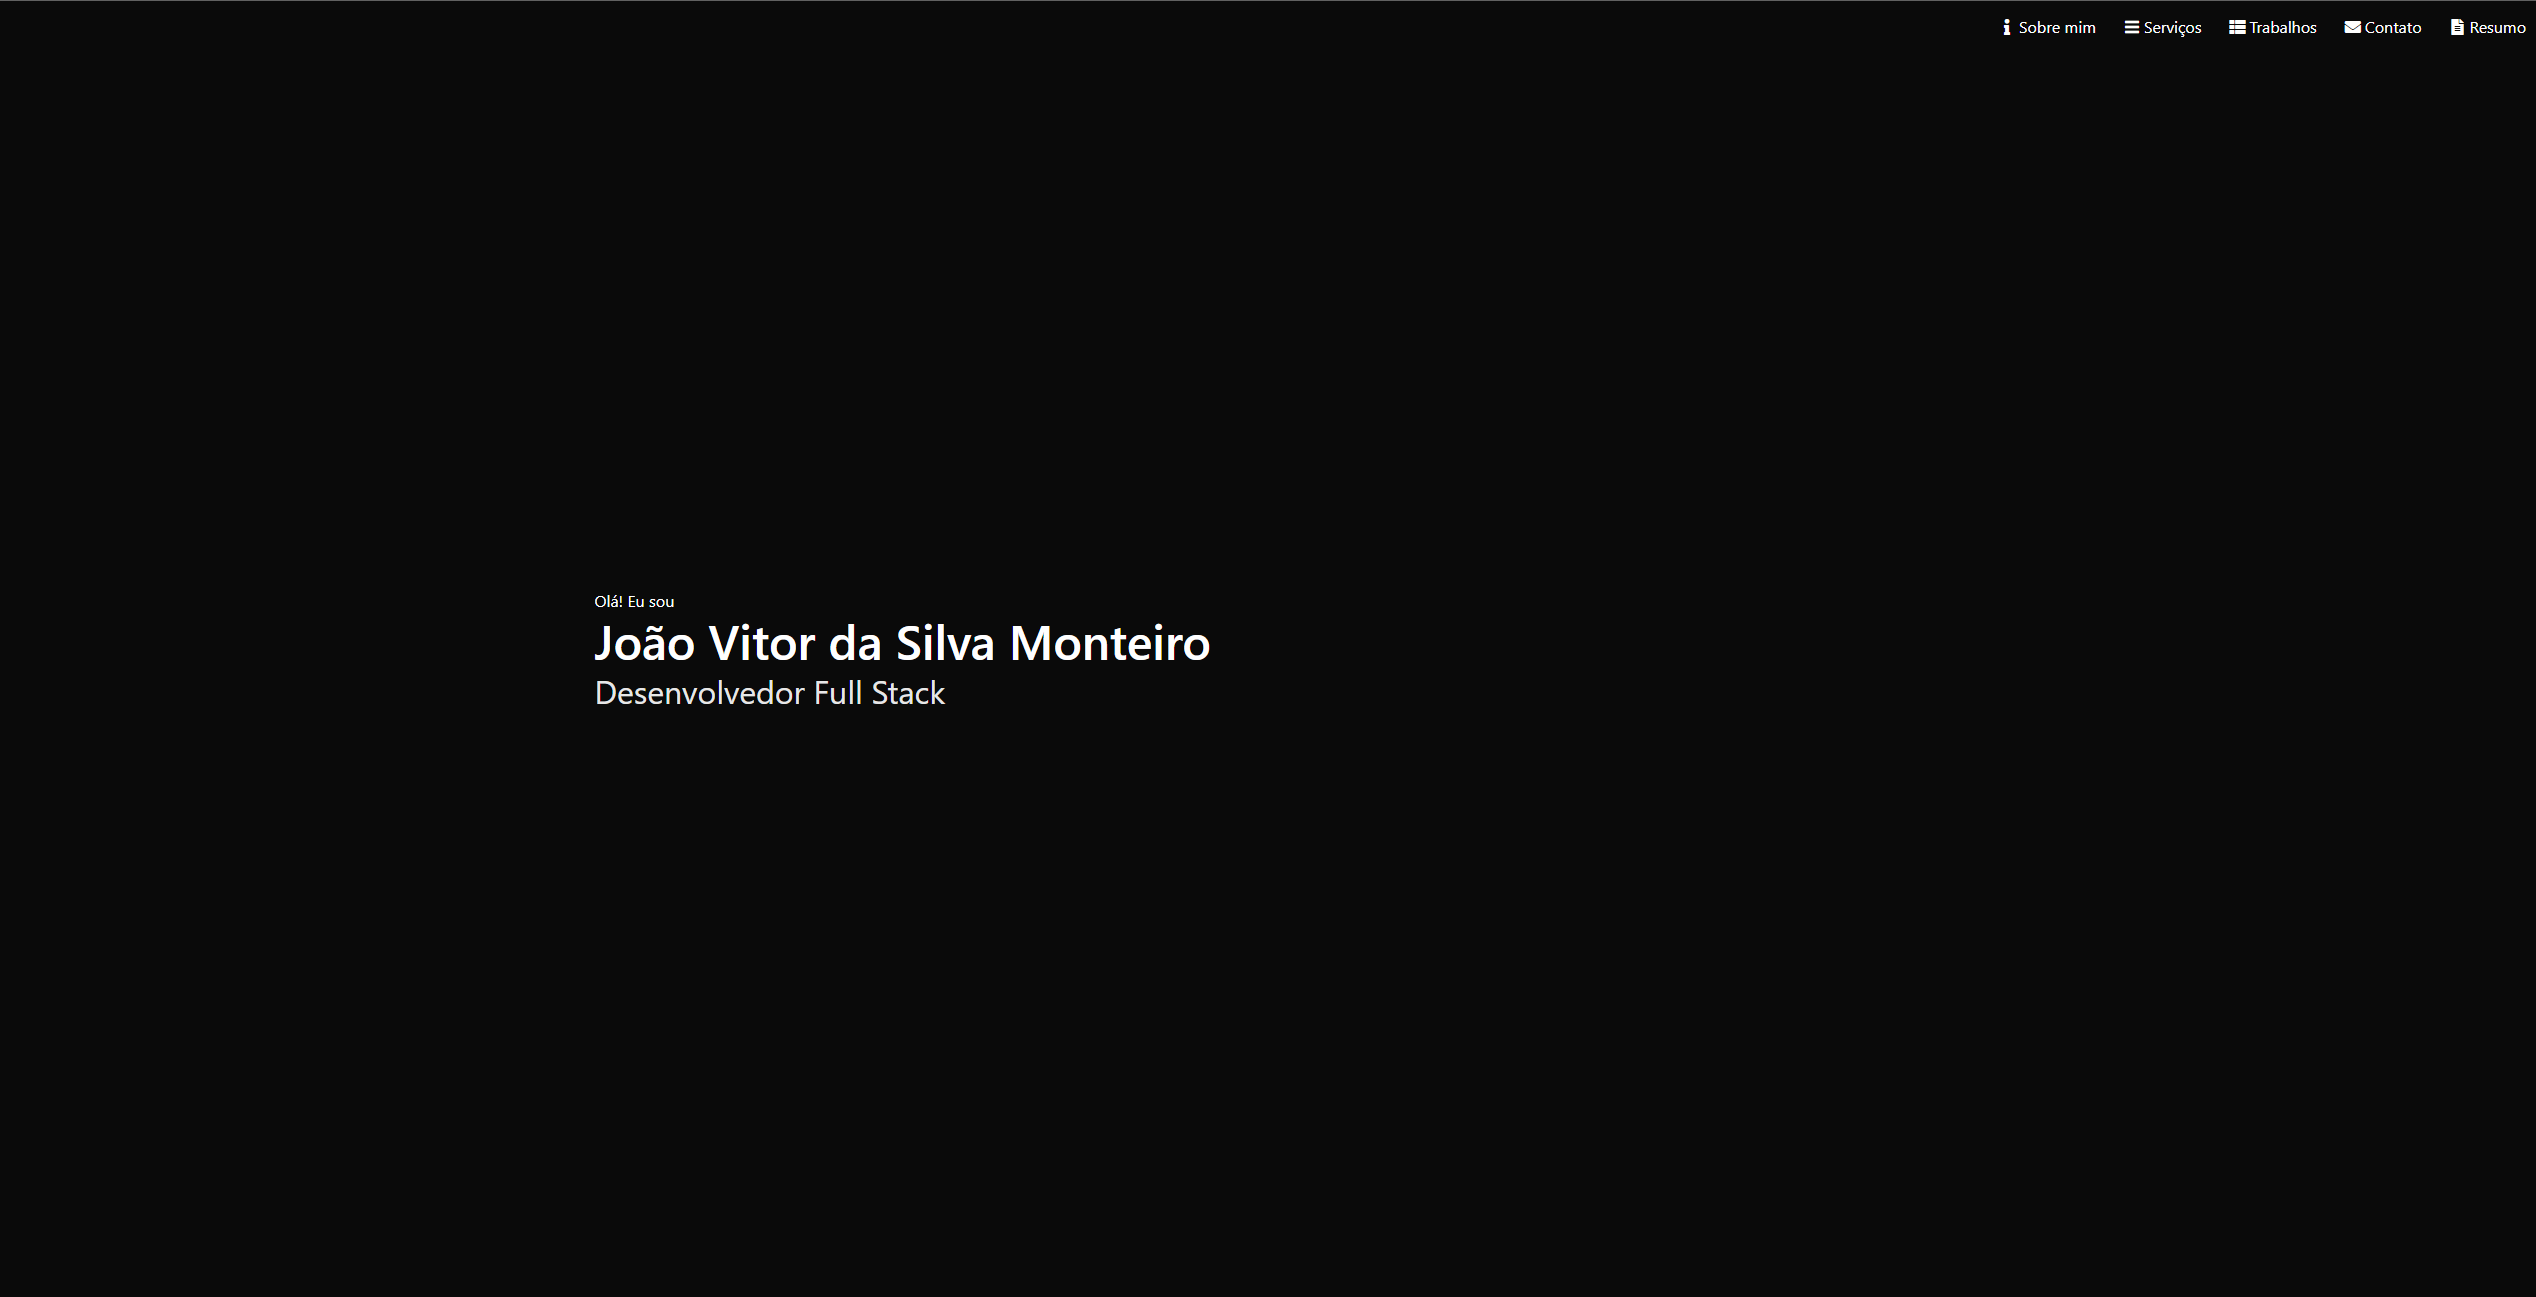 Sobre mim Serviços Trabalhos Contato Resumo
Olá! Eu sou
João Vitor da Silva Monteiro
Desenvolvedor Full Stack